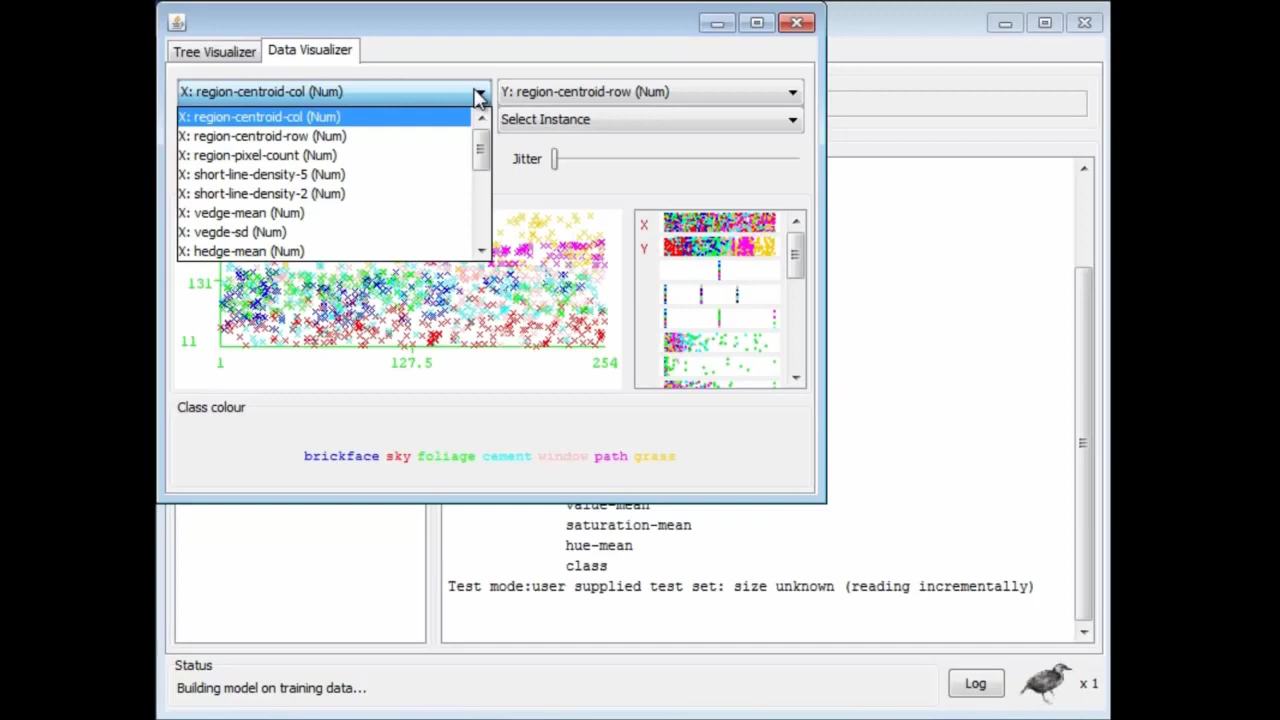 Tree Visualizer Data Visualizer
X: region-centroid-col (Num) Y: region-centroid-row (Num)
X: region-centroid-col (Num) Select Instance
X: region-centroid-row (Num)
X: region-pixel-count (Num) Jitter
X: short-line-density-5 (Num)
X: short-line-density-2 (Num)
X: vedge-mean (Num)
X: vegde-sd (Num)
X: hedge-mean (Num)
X
Y
131
11
1 127.5 254
Class colour
brickface sky foliage cement window path grass
value-mean
saturation-mean
hue-mean
class
Test mode:user supplied test set: size unknown (reading incrementally)
Status
Building model on training data...
Log
x 1